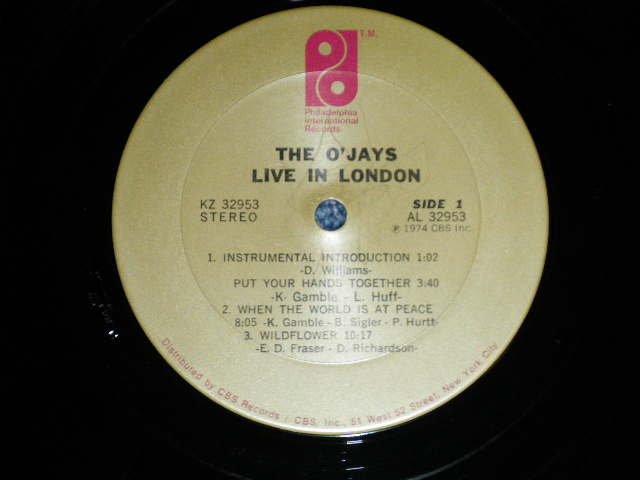 T.M.
Philadelphia
International
Records
THE O'JAYS
LIVE IN LONDON
KZ 32953
STEREO
SIDE 1
AL 32953
℗ 1974 CBS Inc.
1. INSTRUMENTAL INTRODUCTION 1:02
-D. Williams-
PUT YOUR HANDS TOGETHER 3:40
-K. Gamble - L. Huff-
2. WHEN THE WORLD IS AT PEACE
8:05 -K. Gamble - B. Sigler - P. Hurtt-
3. WILDFLOWER 10:17
-E. D. Fraser - D. Richardson-
Distributed by CBS Records / CBS, Inc., 51 West 52 Street, New York City